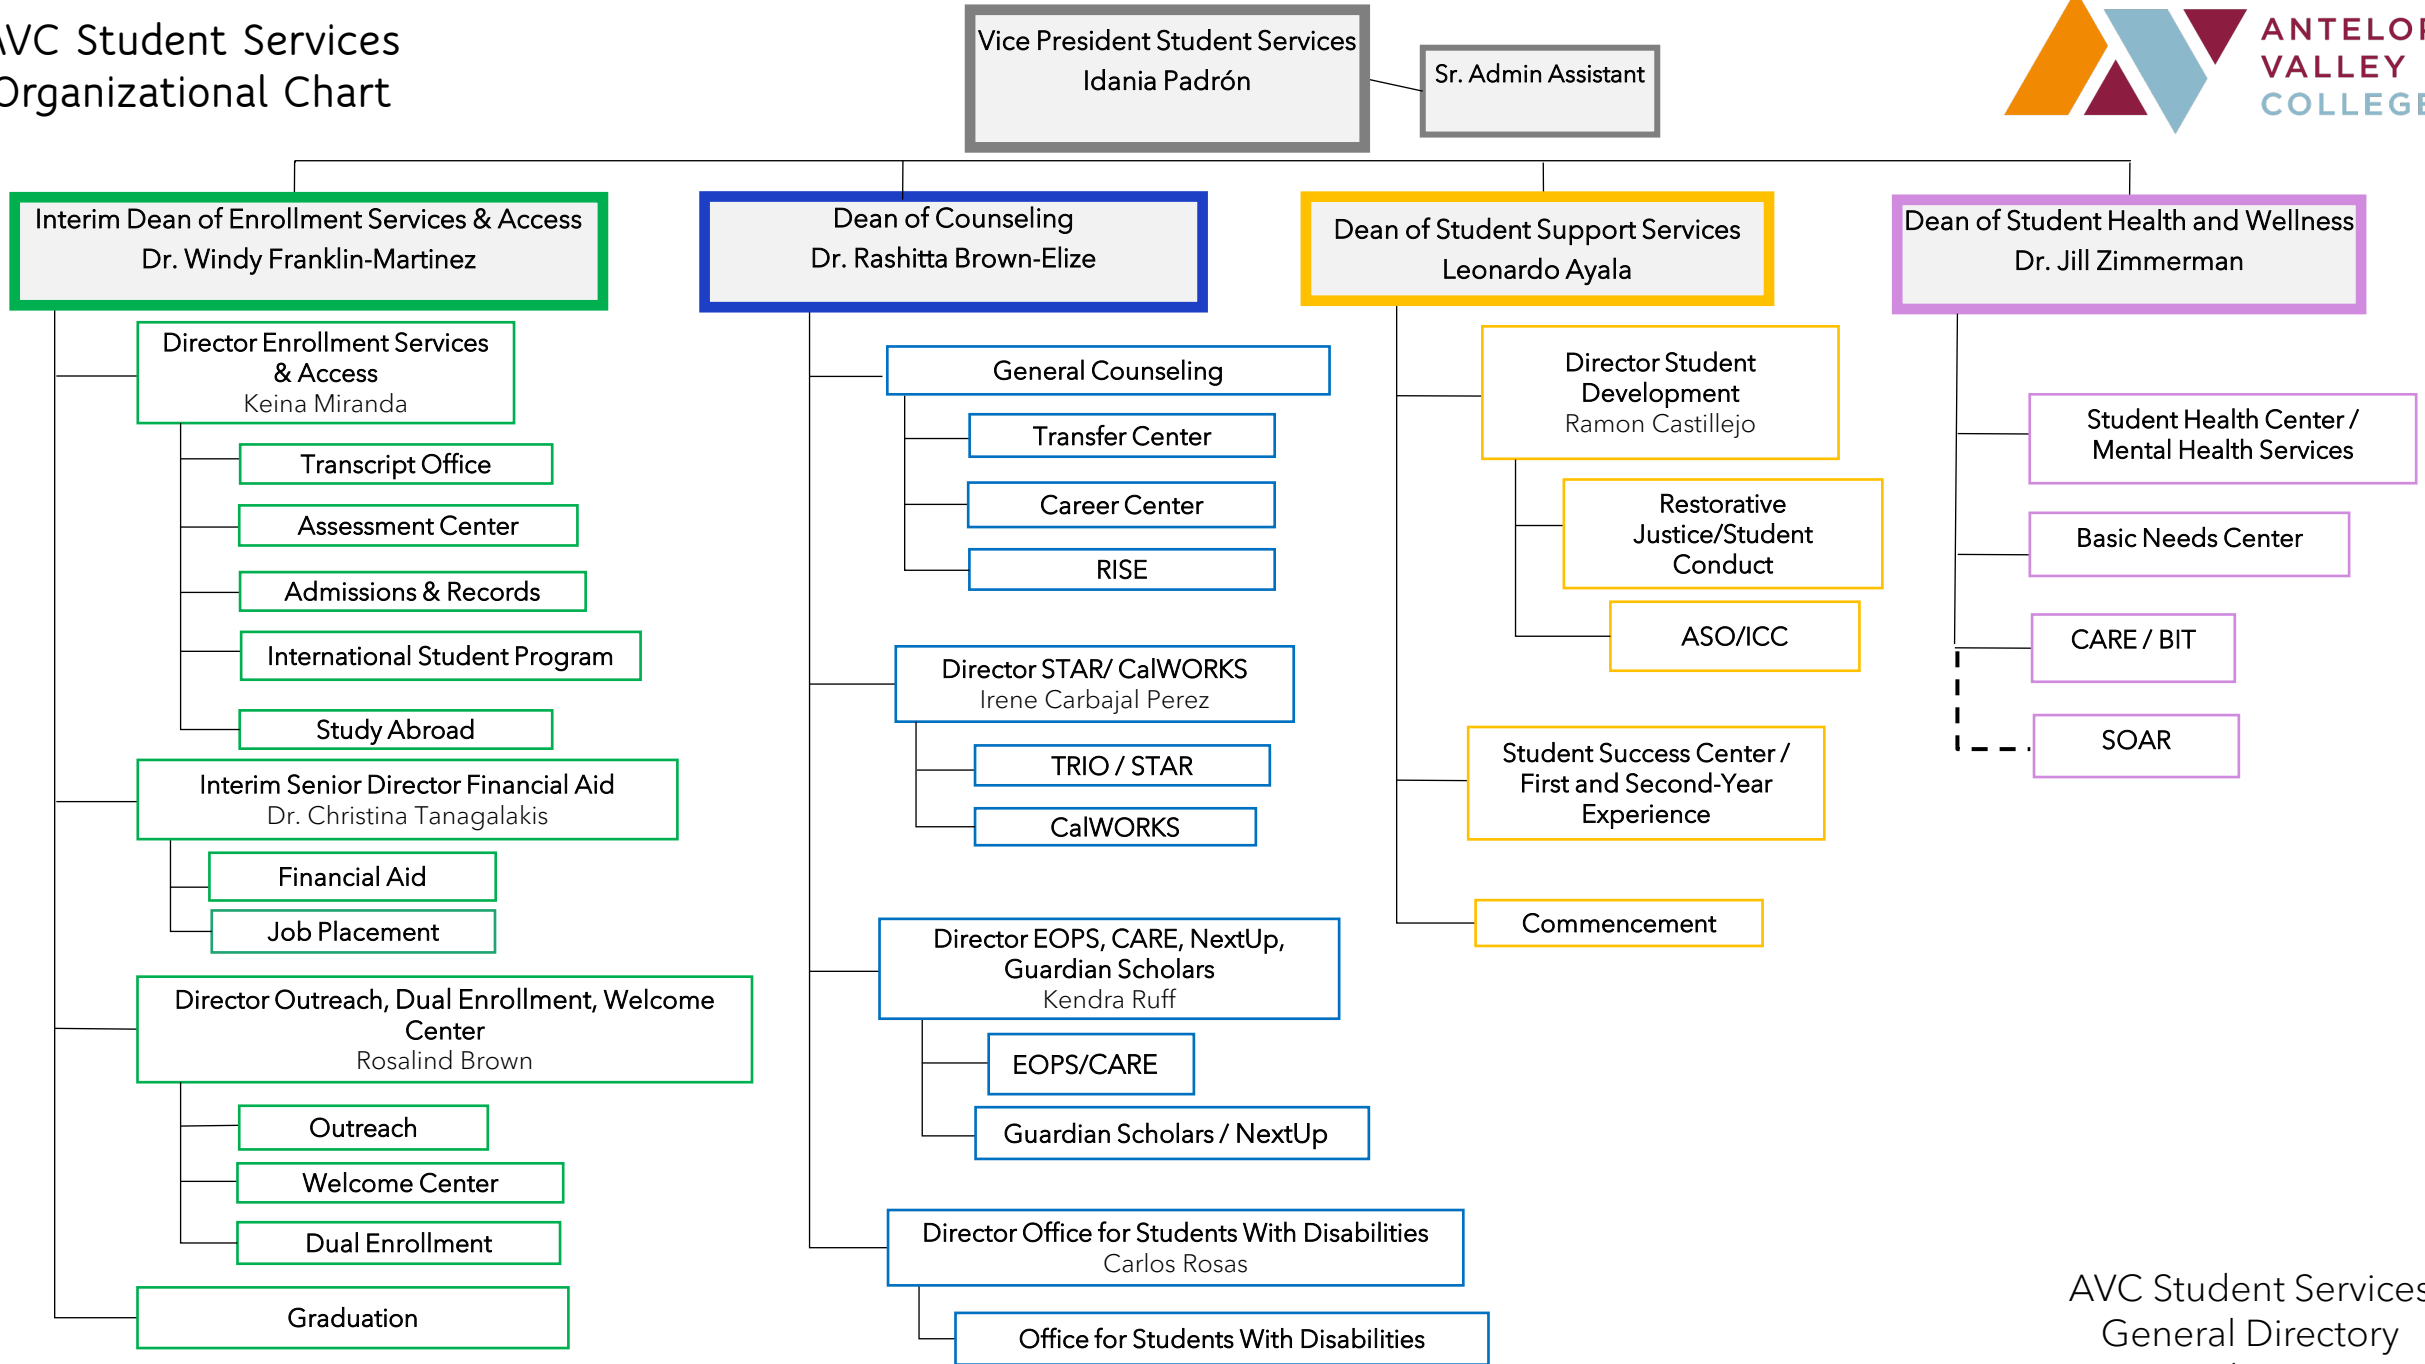 AVC Student Services
Organizational Chart
Vice President Student Services
Idania Padrón
Sr. Admin Assistant
ANTELOP
VALLEY
COLLEGE
Interim Dean of Enrollment Services & Access
Dr. Windy Franklin-Martinez
Director Enrollment Services
& Access
Keina Miranda
Transcript Office
Assessment Center
Admissions & Records
International Student Program
Study Abroad
Interim Senior Director Financial Aid
Dr. Christina Tanagalakis
Financial Aid
Job Placement
Director Outreach, Dual Enrollment, Welcome
Center
Rosalind Brown
Outreach
Welcome Center
Dual Enrollment
Graduation
Dean of Counseling
Dr. Rashitta Brown-Elize
General Counseling
Transfer Center
Career Center
RISE
Director STAR/ CalWORKS
Irene Carbajal Perez
TRIO / STAR
CalWORKS
Director EOPS, CARE, NextUp,
Guardian Scholars
Kendra Ruff
EOPS/CARE
Guardian Scholars / NextUp
Director Office for Students With Disabilities
Carlos Rosas
Office for Students With Disabilities
Dean of Student Support Services
Leonardo Ayala
Director Student
Development
Ramon Castillejo
Restorative
Justice/Student
Conduct
ASO/ICC
Student Success Center /
First and Second-Year
Experience
Commencement
Dean of Student Health and Wellness
Dr. Jill Zimmerman
Student Health Center /
Mental Health Services
Basic Needs Center
CARE / BIT
SOAR
AVC Student Services
General Directory